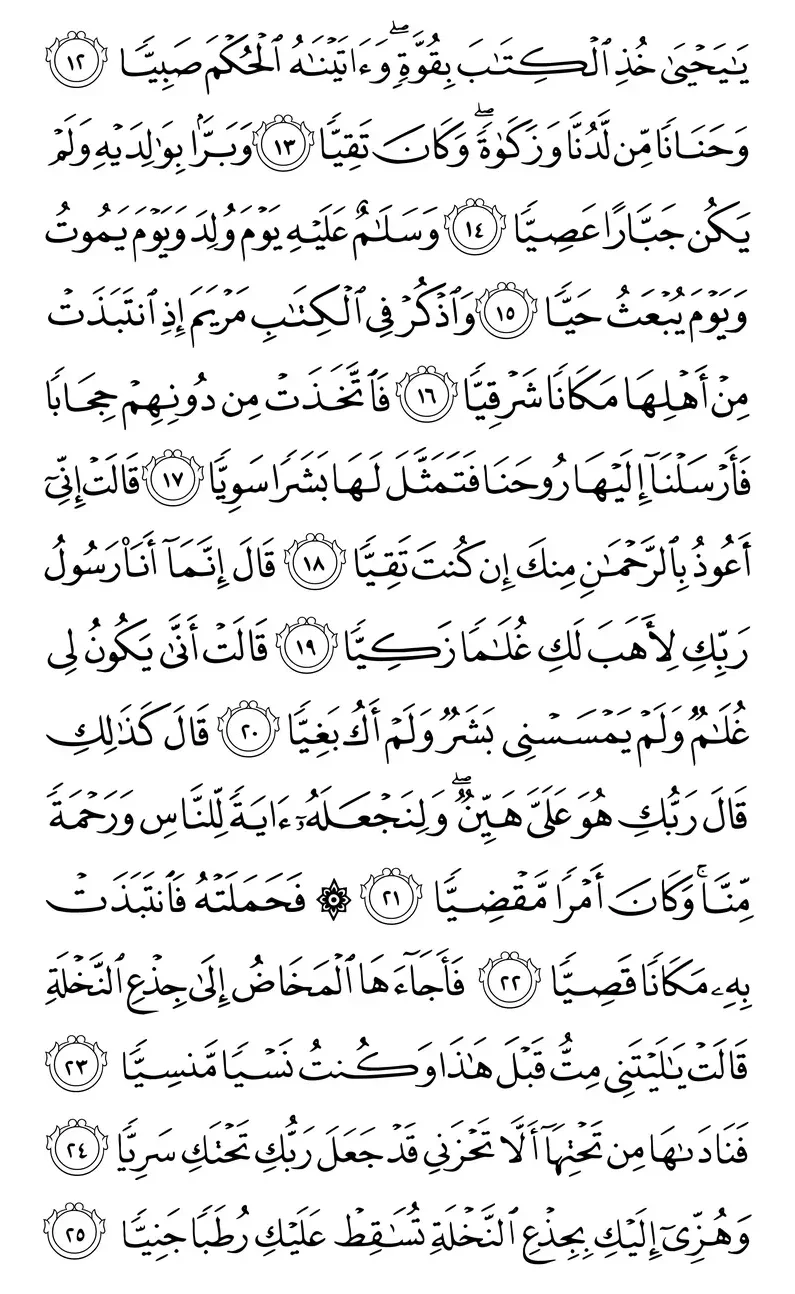 يَٰيَحۡيَىٰ خُذِ ٱلۡكِتَٰبَ بِقُوَّةٖۖ وَءَاتَيۡنَٰهُ ٱلۡحُكۡمَ صَبِيّٗا ١٢
وَحَنَانٗا مِّن لَّدُنَّا وَزَكَوٰةٗۖ وَكَانَ تَقِيّٗا ١٣ وَبَرَّۢا بِوَٰلِدَيۡهِ وَلَمۡ
يَكُن جَبَّارًا عَصِيّٗا ١٤ وَسَلَٰمٌ عَلَيۡهِ يَوۡمَ وُلِدَ وَيَوۡمَ يَمُوتُ
وَيَوۡمَ يُبۡعَثُ حَيّٗا ١٥ وَٱذۡكُرۡ فِي ٱلۡكِتَٰبِ مَرۡيَمَ إِذِ ٱنتَبَذَتۡ
مِنۡ أَهۡلِهَا مَكَانٗا شَرۡقِيّٗا ١٦ فَٱتَّخَذَتۡ مِن دُونِهِمۡ حِجَابٗا
فَأَرۡسَلۡنَآ إِلَيۡهَا رُوحَنَا فَتَمَثَّلَ لَهَا بَشَرٗا سَوِيّٗا ١٧ قَالَتۡ إِنِّيٓ
أَعُوذُ بِٱلرَّحۡمَٰنِ مِنكَ إِن كُنتَ تَقِيّٗا ١٨ قَالَ إِنَّمَآ أَنَا۠ رَسُولُ
رَبِّكِ لِأَهَبَ لَكِ غُلَٰمٗا زَكِيّٗا ١٩ قَالَتۡ أَنَّىٰ يَكُونُ لِي
غُلَٰمٞ وَلَمۡ يَمۡسَسۡنِي بَشَرٞ وَلَمۡ أَكُ بَغِيّٗا ٢٠ قَالَ كَذَٰلِكِ
قَالَ رَبُّكِ هُوَ عَلَيَّ هَيِّنٞۖ وَلِنَجۡعَلَهُۥٓ ءَايَةٗ لِّلنَّاسِ وَرَحۡمَةٗ
مِّنَّاۚ وَكَانَ أَمۡرٗا مَّقۡضِيّٗا ٢١ ۞ فَحَمَلَتۡهُ فَٱنتَبَذَتۡ
بِهِۦ مَكَانٗا قَصِيّٗا ٢٢ فَأَجَآءَهَا ٱلۡمَخَاضُ إِلَىٰ جِذۡعِ ٱلنَّخۡلَةِ
قَالَتۡ يَٰلَيۡتَنِي مِتُّ قَبۡلَ هَٰذَا وَكُنتُ نَسۡيٗا مَّنسِيّٗا ٢٣
فَنَادَىٰهَا مِن تَحۡتِهَآ أَلَّا تَحۡزَنِي قَدۡ جَعَلَ رَبُّكِ تَحۡتَكِ سَرِيّٗا ٢٤
وَهُزِّيٓ إِلَيۡكِ بِجِذۡعِ ٱلنَّخۡلَةِ تُسَٰقِطۡ عَلَيۡكِ رُطَبٗا جَنِيّٗا ٢٥